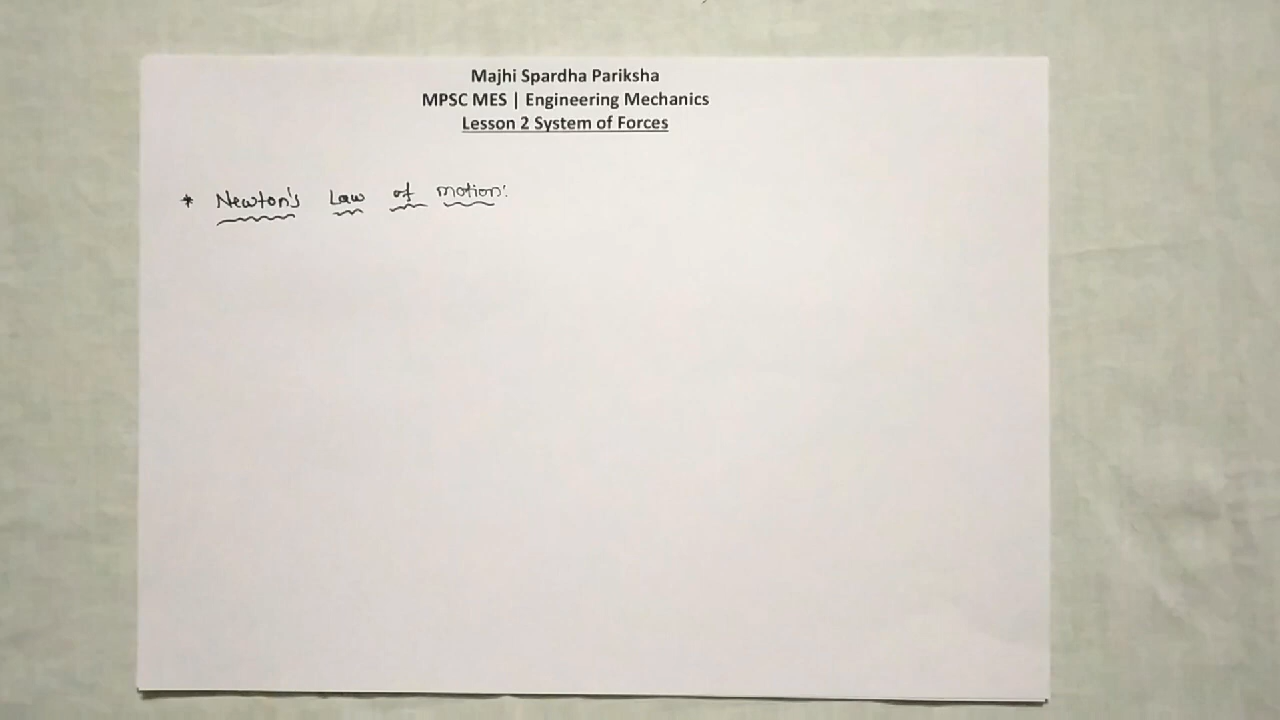 Majhi Spardha Pariksha
MPSC MES | Engineering Mechanics
Lesson 2 System of Forces
* Newton's Law of motion: